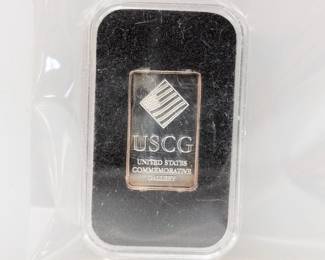 USCG
UNITED STATES
COMMEMORATIVE
GALLERY